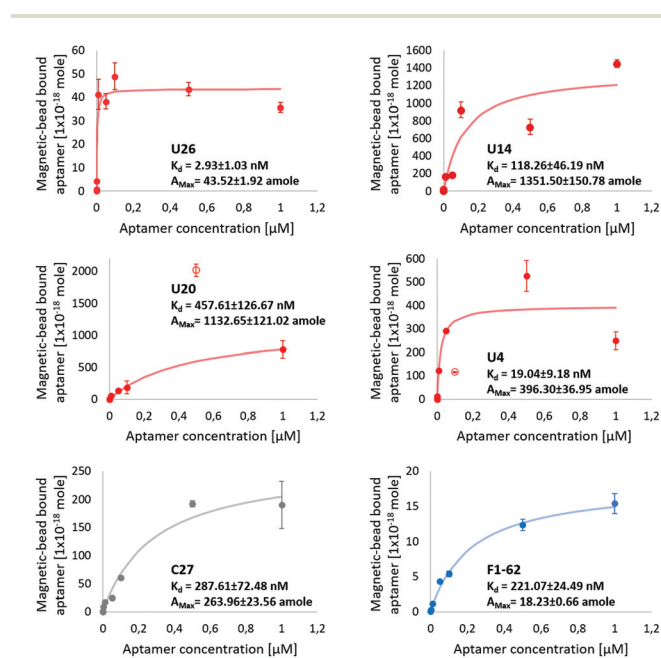 Magnetic-bead bound
aptamer [1x10⁻¹⁸ mole]
60
50
40
30
20
10
0
U26
Kd = 2.93±1.03 nM
AMax= 43.52±1.92 amole
0 0,2 0,4 0,6 0,8 1 1,2
Aptamer concentration [µM]
Magnetic-bead bound
aptamer [1x10⁻¹⁸ mole]
1600
1400
1200
1000
800
600
400
200
0
U14
Kd = 118.26±46.19 nM
AMax= 1351.50±150.78 amole
0 0,2 0,4 0,6 0,8 1 1,2
Aptamer concentration [µM]
Magnetic-bead bound
aptamer [1x10⁻¹⁸ mole]
2000
1500
1000
500
0
U20
Kd = 457.61±126.67 nM
AMax= 1132.65±121.02 amole
0 0,2 0,4 0,6 0,8 1 1,2
Aptamer concentration [µM]
Magnetic-bead bound
aptamer [1x10⁻¹⁸ mole]
600
500
400
300
200
100
0
U4
Kd = 19.04±9.18 nM
AMax= 396.30±36.95 amole
0 0,2 0,4 0,6 0,8 1 1,2
Aptamer concentration [µM]
Magnetic-bead bound
aptamer [1x10⁻¹⁸ mole]
250
200
150
100
50
0
C27
Kd = 287.61±72.48 nM
AMax= 263.96±23.56 amole
0 0,2 0,4 0,6 0,8 1 1,2
Aptamer concentration [µM]
Magnetic-bead bound
aptamer [1x10⁻¹⁸ mole]
20
15
10
5
0
F1-62
Kd = 221.07±24.49 nM
AMax= 18.23±0.66 amole
0 0,2 0,4 0,6 0,8 1 1,2
Aptamer concentration [µM]